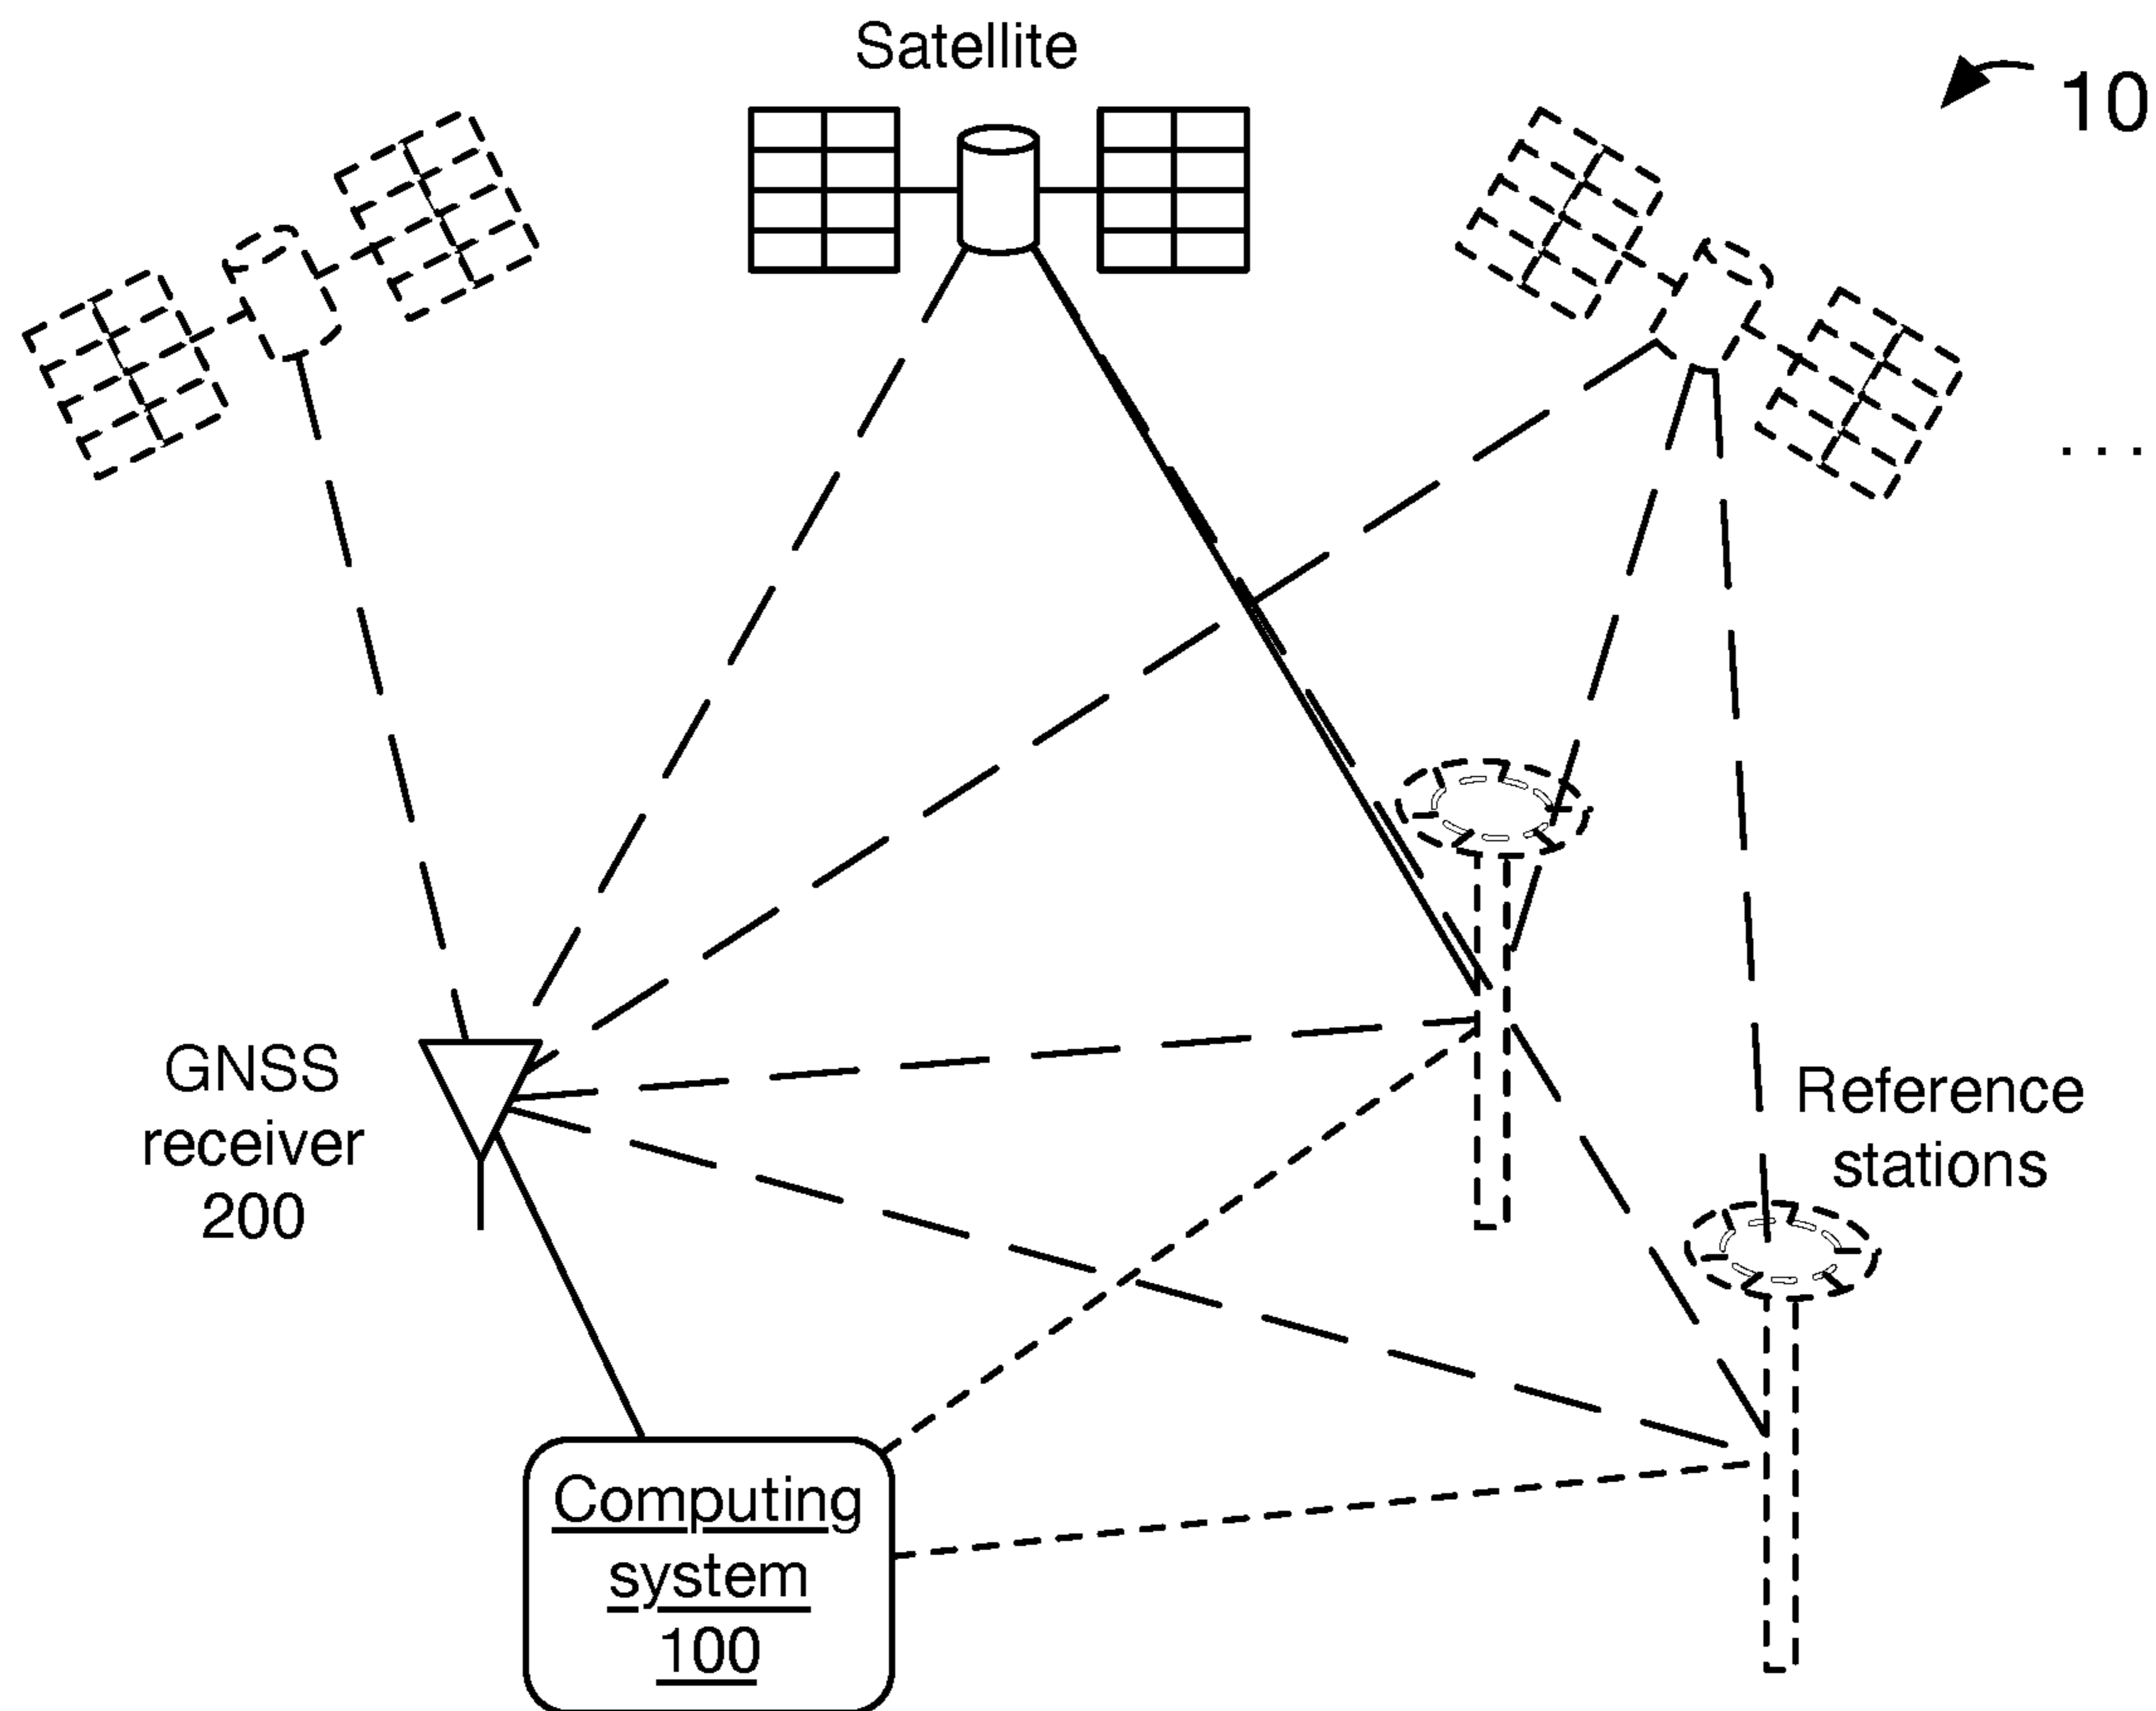 Satellite
10
...
GNSS
receiver
200
Reference
stations
Computing
system
100